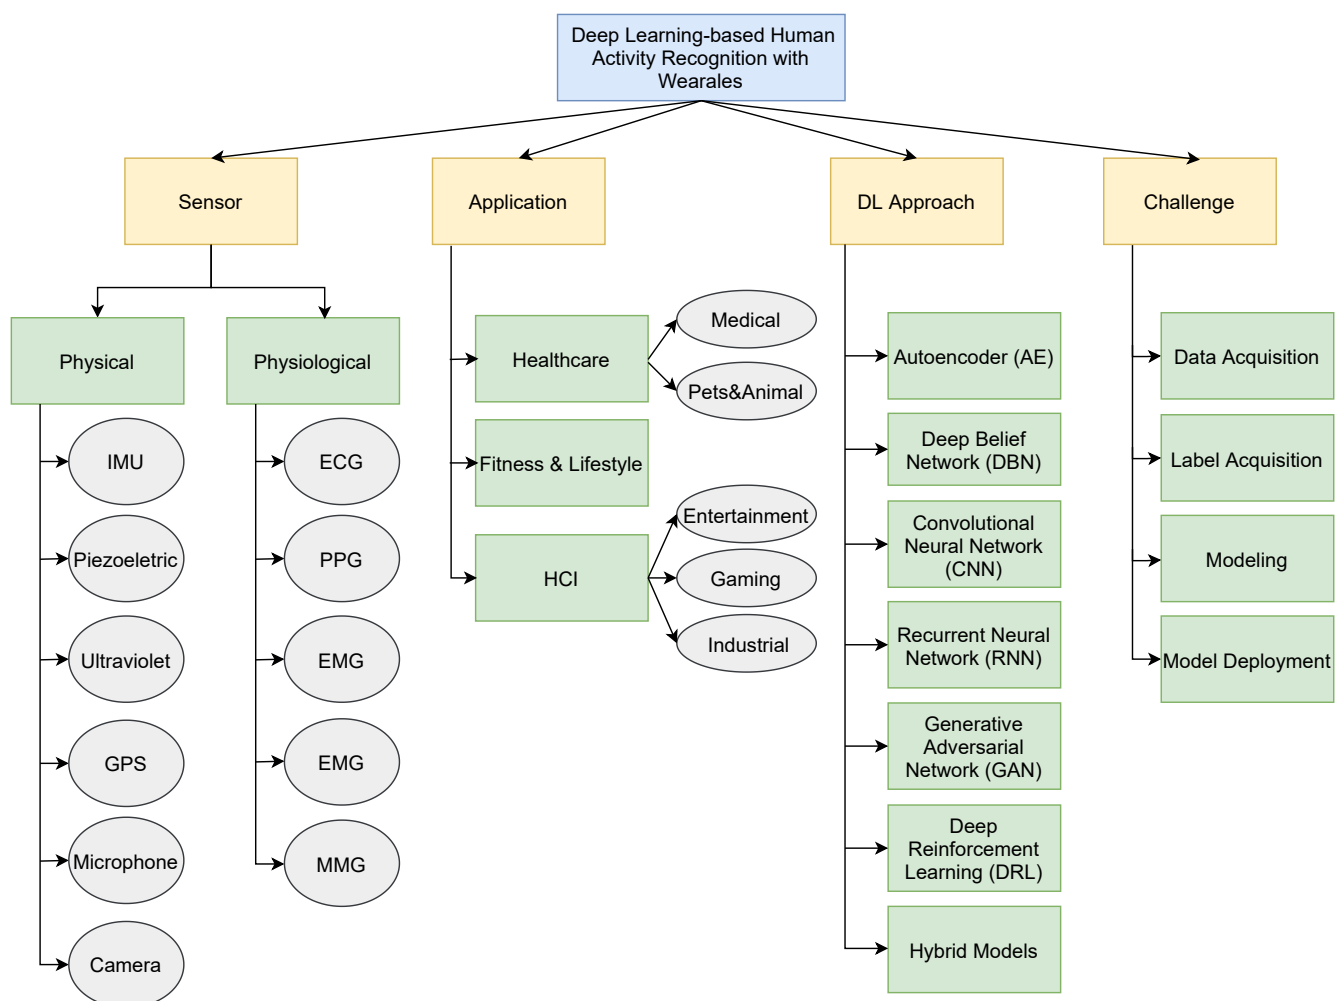 Deep Learning-based Human
Activity Recognition with
Wearales
Sensor
Application
DL Approach
Challenge
Physical
Physiological
IMU
Piezoeletric
Ultraviolet
GPS
Microphone
Camera
ECG
PPG
EMG
EMG
MMG
Healthcare
Medical
Pets&Animal
Fitness & Lifestyle
HCI
Entertainment
Gaming
Industrial
Autoencoder (AE)
Deep Belief
Network (DBN)
Convolutional
Neural Network
(CNN)
Recurrent Neural
Network (RNN)
Generative
Adversarial
Network (GAN)
Deep
Reinforcement
Learning (DRL)
Hybrid Models
Data Acquisition
Label Acquisition
Modeling
Model Deployment